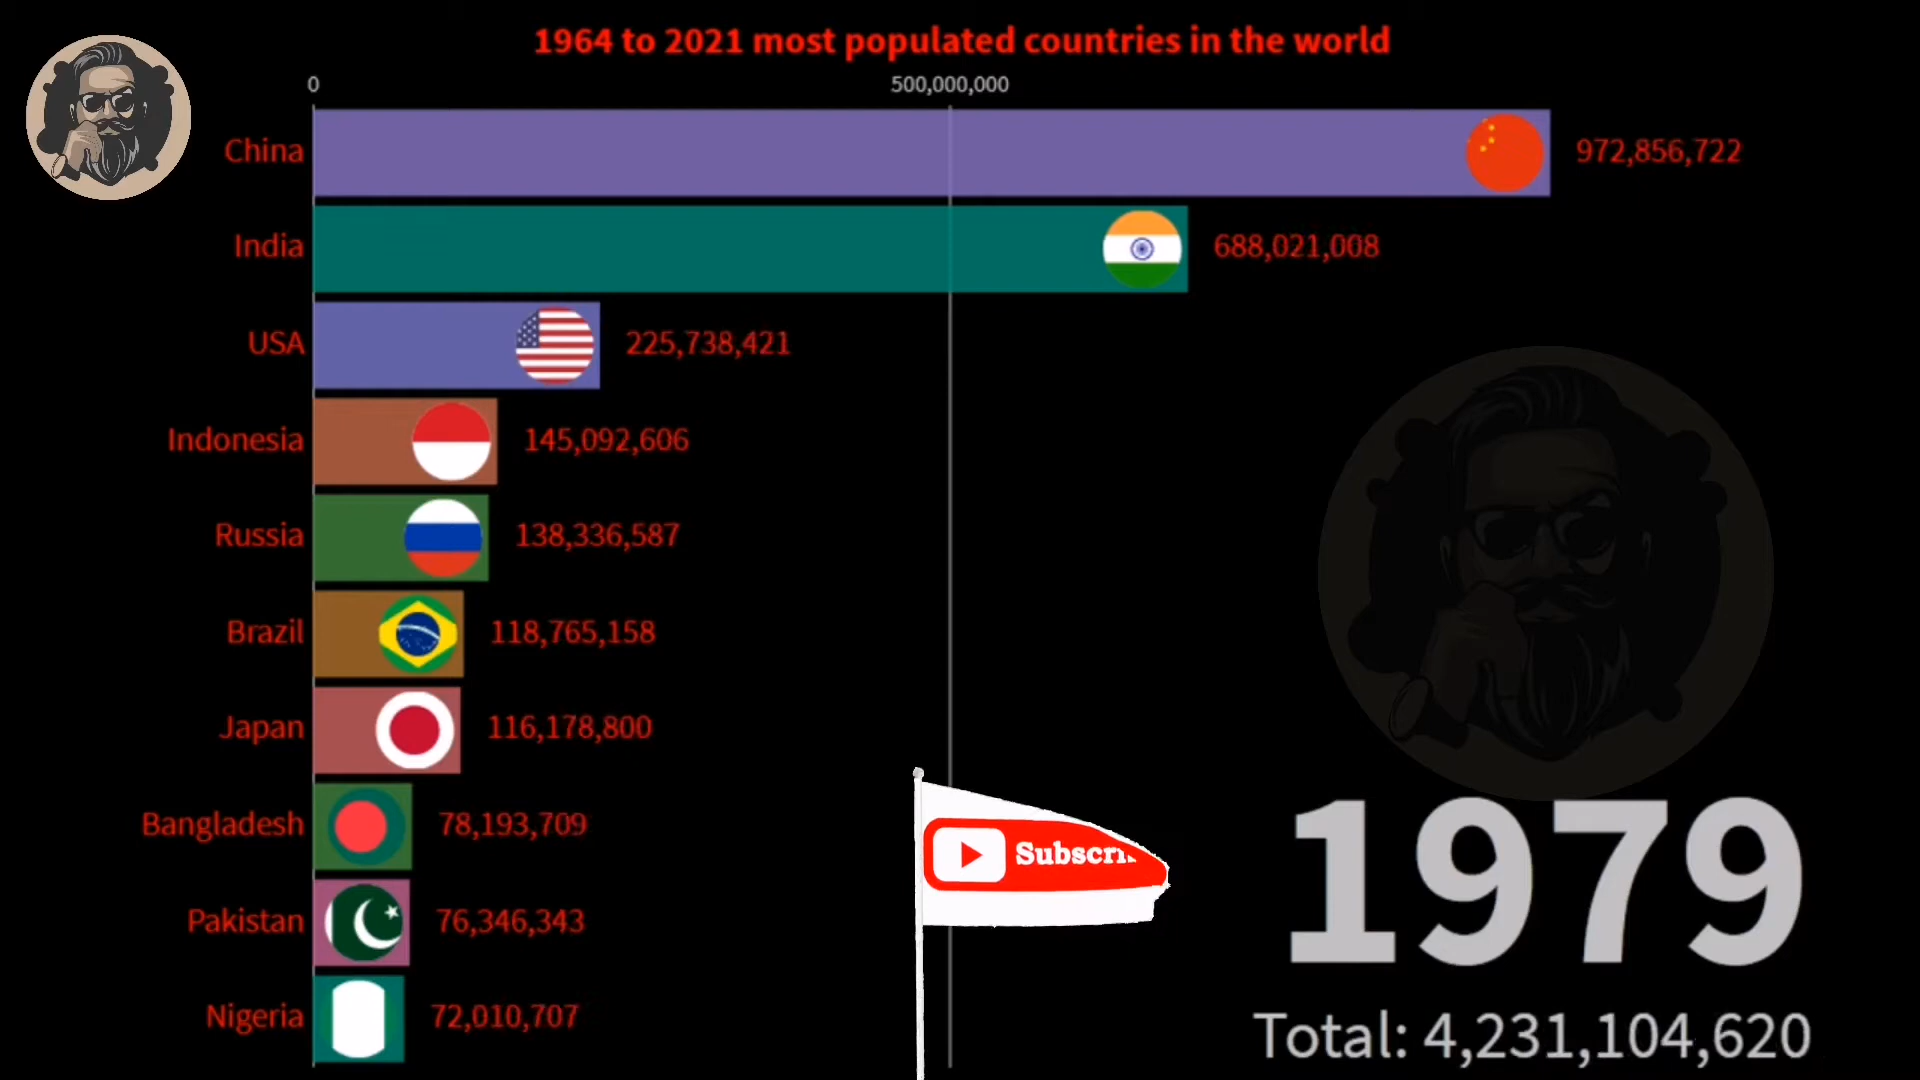 1964 to 2021 most populated countries in the world
0 500,000,000
China 972,856,722
India 688,021,008
USA 225,738,421
Indonesia 145,092,606
Russia 138,336,587
Brazil 118,765,158
Japan 116,178,800
Bangladesh 78,193,709
Subscri
Pakistan 76,346,343
1979
Nigeria 72,010,707
Total: 4,231,104,620